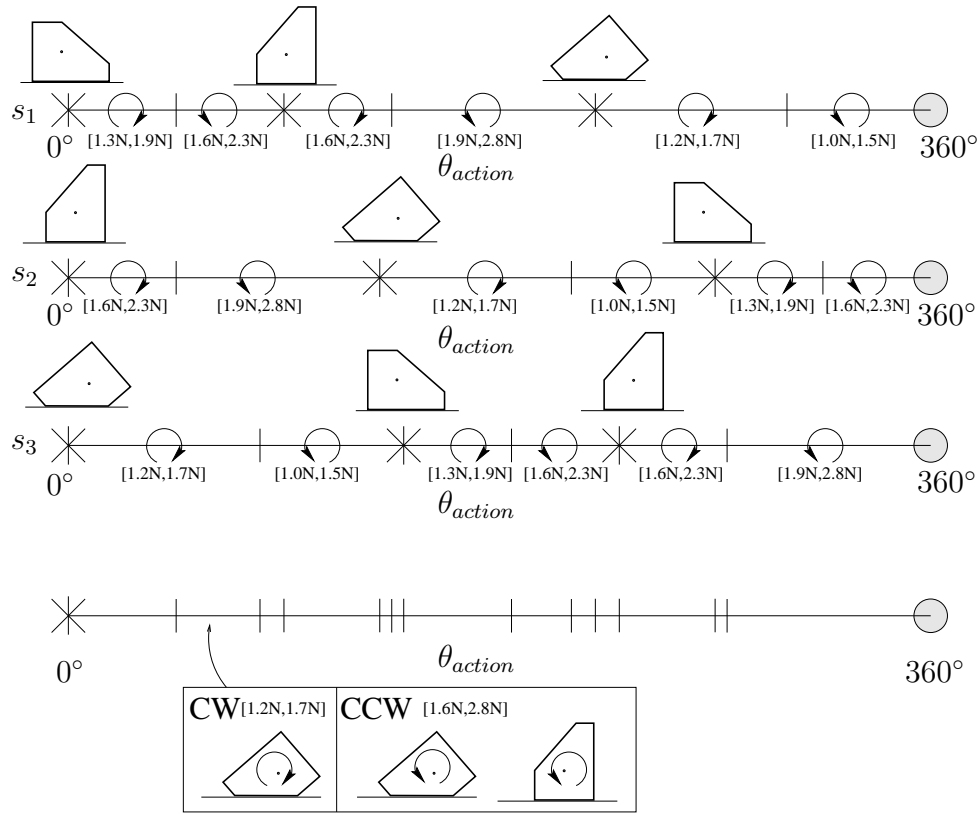 s₁
[1.3N,1.9N] [1.6N,2.3N] [1.6N,2.3N] [1.9N,2.8N] [1.2N,1.7N] [1.0N,1.5N]
0° θaction 360°
s₂
0° [1.6N,2.3N] [1.9N,2.8N] [1.2N,1.7N] [1.0N,1.5N] [1.3N,1.9N] [1.6N,2.3N] 360°
θaction
s₃
[1.2N,1.7N] [1.0N,1.5N] [1.3N,1.9N] [1.6N,2.3N] [1.6N,2.3N] [1.9N,2.8N]
0° θaction 360°
0° θaction 360°
CW [1.2N,1.7N] CCW [1.6N,2.8N]